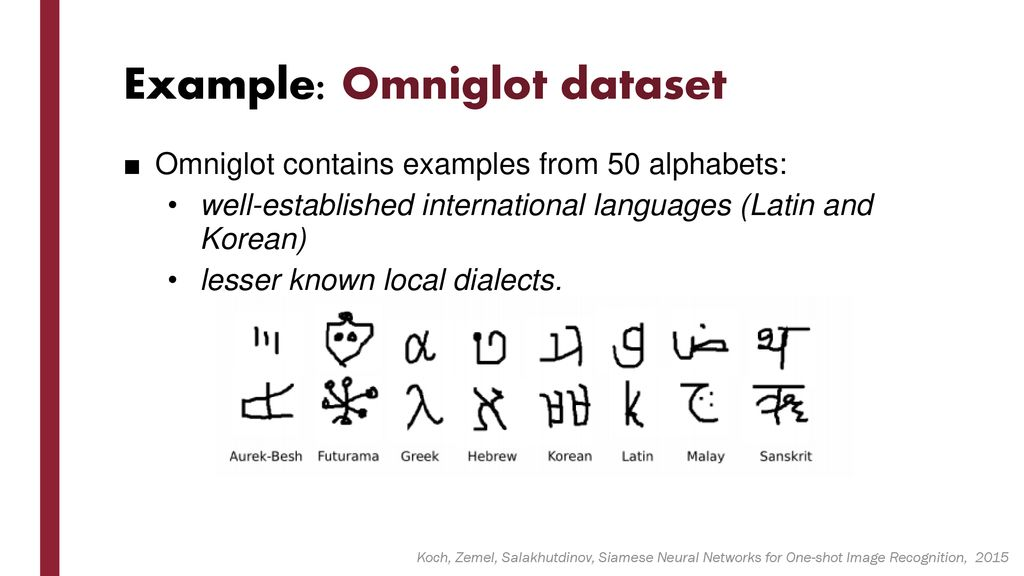 Example: Omniglot dataset
■ Omniglot contains examples from 50 alphabets:
• well-established international languages (Latin and
Korean)
• lesser known local dialects.
α ט ㄹ g ض थ
λ א ㅃ k
Aurek-Besh Futurama Greek Hebrew Korean Latin Malay Sanskrit
Koch, Zemel, Salakhutdinov, Siamese Neural Networks for One-shot Image Recognition, 2015